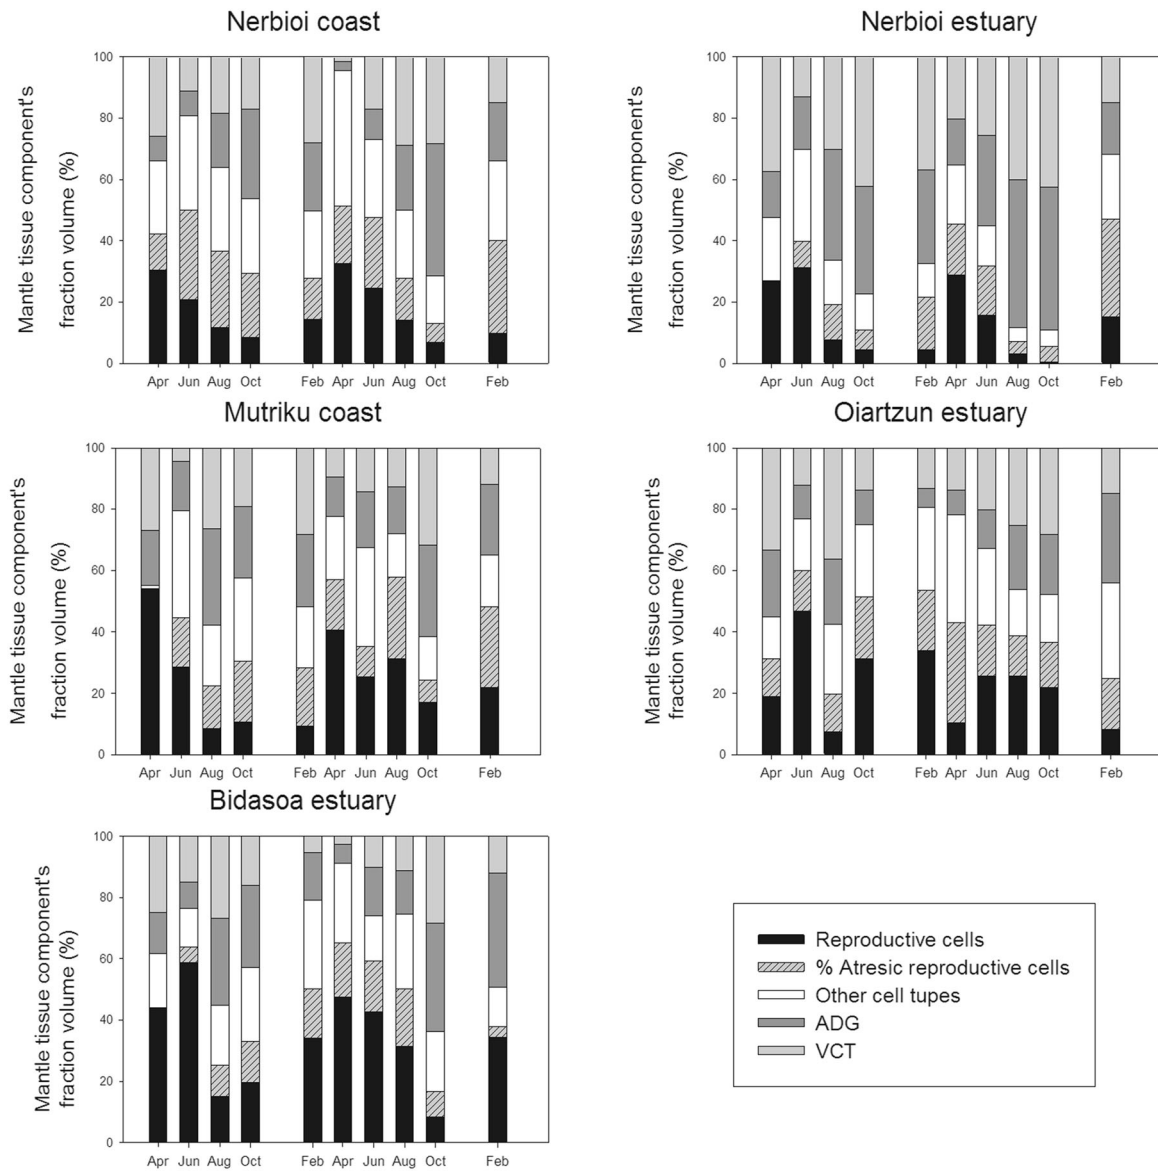 Nerbioi coast
Mantle tissue component's
fraction volume (%)
100
80
60
40
20
0
Apr Jun Aug Oct Feb Apr Jun Aug Oct Feb
Nerbioi estuary
Mantle tissue component's
fraction volume (%)
100
80
60
40
20
0
Apr Jun Aug Oct Feb Apr Jun Aug Oct Feb
Mutriku coast
Mantle tissue component's
fraction volume (%)
100
80
60
40
20
0
Apr Jun Aug Oct Feb Apr Jun Aug Oct Feb
Oiartzun estuary
Mantle tissue component's
fraction volume (%)
100
80
60
40
20
0
Apr Jun Aug Oct Feb Apr Jun Aug Oct Feb
Bidasoa estuary
Mantle tissue component's
fraction volume (%)
100
80
60
40
20
0
Apr Jun Aug Oct Feb Apr Jun Aug Oct Feb
Reproductive cells
% Atresic reproductive cells
Other cell tupes
ADG
VCT